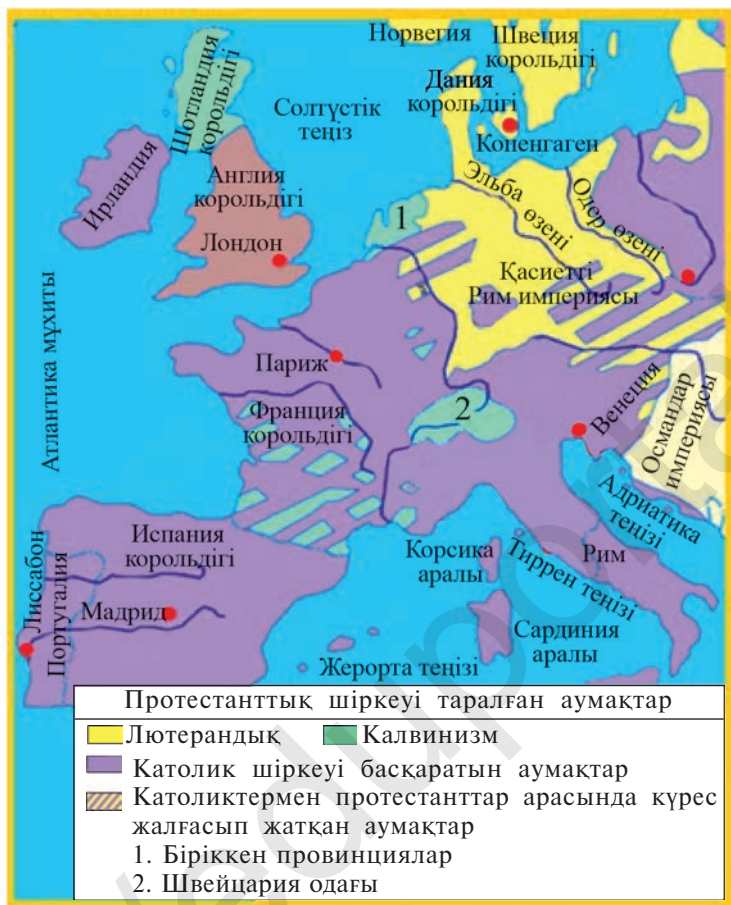 Норвегия
Швеция
корольдігі
Дания
корольдігі
Копенгаген
Солтүстік
теңіз
Шотландия
корольдігі
Ирландия
Англия
корольдігі
Лондон
1
Эльба
өзені
Одер өзені
Қасиетті
Рим империясы
Атлантика мұхиты
Париж
Франция
корольдігі
2
Венеция
Османдар
империясы
Адриатика
теңізі
Испания
корольдігі
Лиссабон
Португалия
Мадрид
Корсика
аралы
Тиррен теңізі
Рим
Сардиния
аралы
Жерорта теңізі
Протестанттық шіркеуі таралған аумақтар
Лютерандық Калвинизм
Католик шіркеуі басқаратын аумақтар
Католиктермен протестанттар арасында күрес
жалғасып жатқан аумақтар
1. Біріккен провинциялар
2. Швейцария одағы